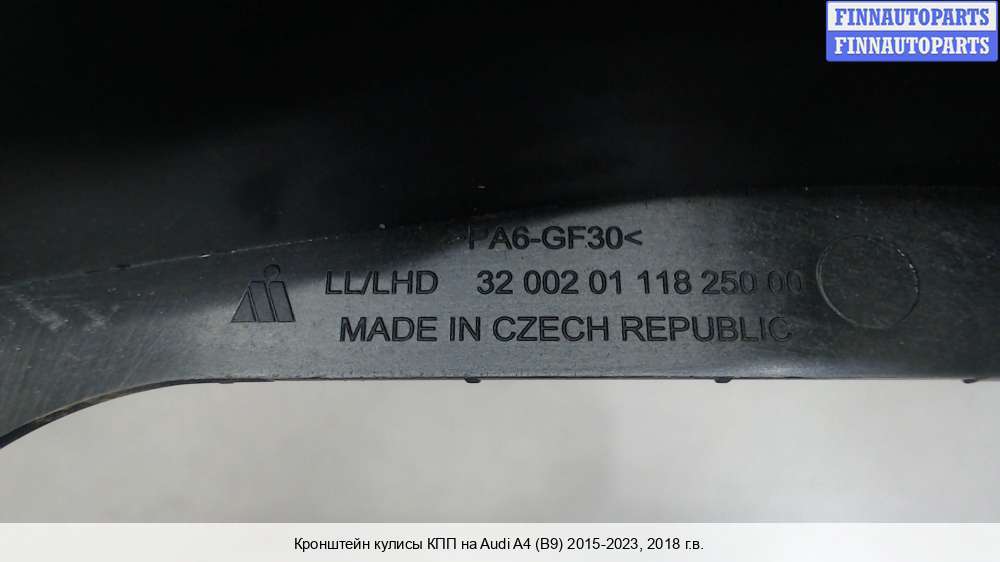 FINNAUTOPARTS
FINNAUTOPARTS
PA6-GF30<
LL/LHD 32 002 01 118 250 00
MADE IN CZECH REPUBLIC
Кронштейн кулисы КПП на Audi A4 (B9) 2015-2023, 2018 г.в.